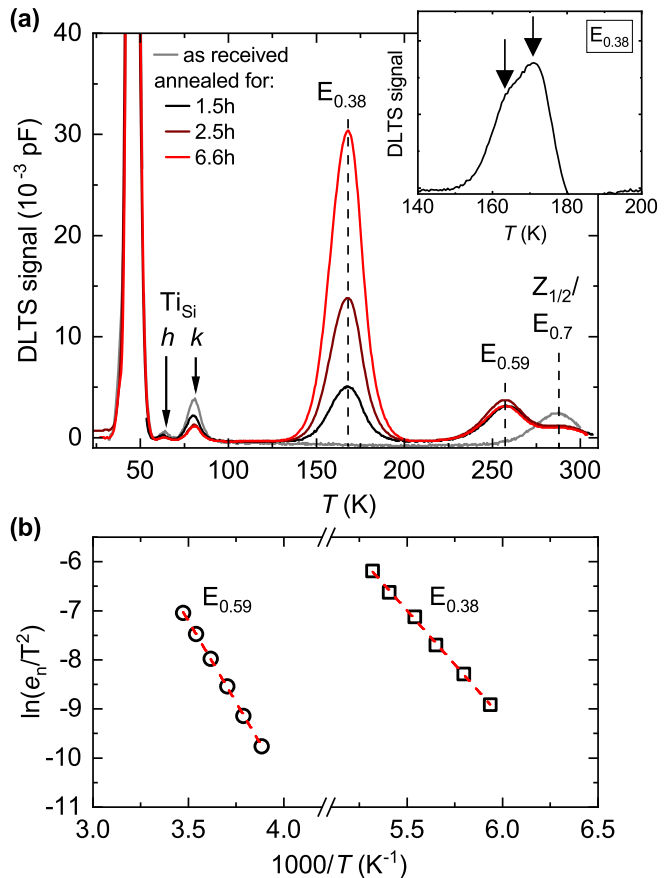 (a)
as received
annealed for:
1.5h
2.5h
6.6h
E0.38
E0.38
DLTS signal
140 160 180 200
T (K)
TiSi
h k
Z1/2/
E0.7
E0.59
DLTS signal (10-3 pF)
40
30
20
10
0
50 100 150 200 250 300
T (K)
(b)
E0.59
E0.38
ln(en/T2)
-6
-7
-8
-9
-10
-11
3.0 3.5 4.0 5.5 6.0 6.5
1000/T (K-1)